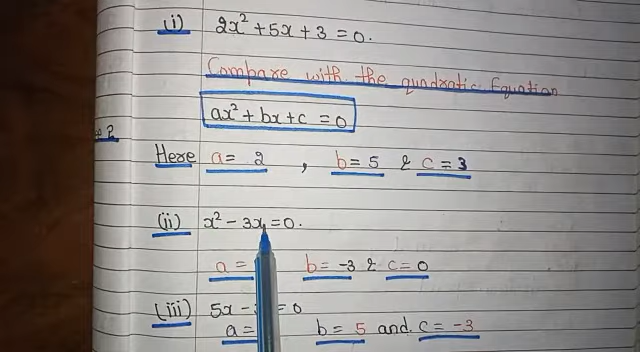 (i) 2x² + 5x + 3 = 0.
Compare with the quadratic Equation
ax² + bx + c = 0
Here a = 2 , b = 5 & c = 3
(ii) x² - 3x = 0.
a = b = -3 & c = 0
(iii) 5x - = 0
a = b = 5 and. c = -3